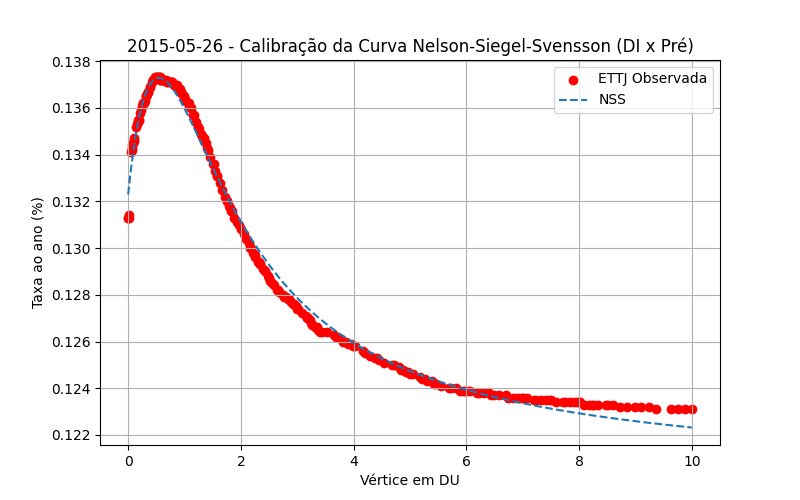 2015-05-26 - Calibração da Curva Nelson-Siegel-Svensson (DI x Pré)
ETTJ Observada
NSS
Taxa ao ano (%)
0.138
0.136
0.134
0.132
0.130
0.128
0.126
0.124
0.122
0 2 4 6 8 10
Vértice em DU